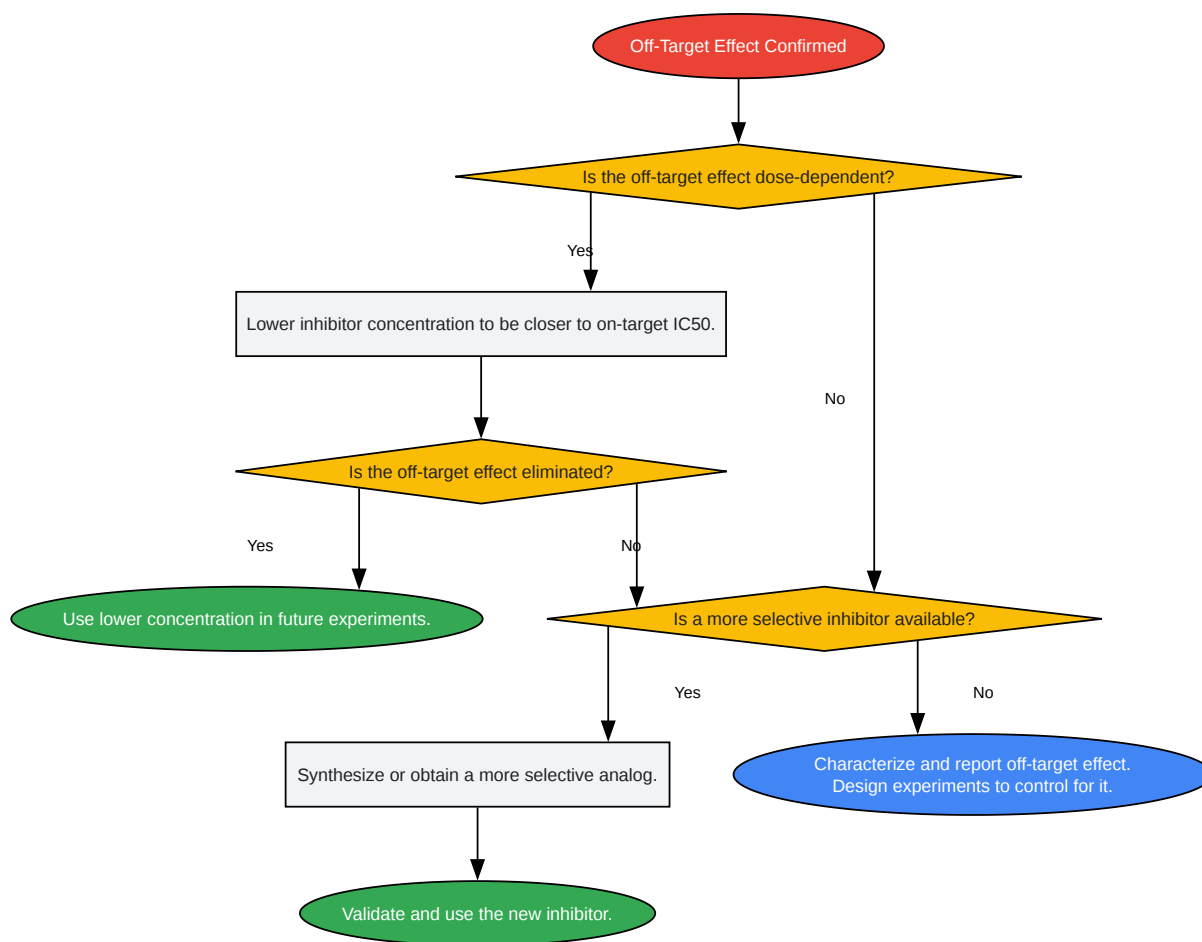 Off-Target Effect Confirmed
Is the off-target effect dose-dependent?
Yes
Lower inhibitor concentration to be closer to on-target IC50.
No
Is the off-target effect eliminated?
Yes
No
Use lower concentration in future experiments.
Is a more selective inhibitor available?
Yes
No
Synthesize or obtain a more selective analog.
Characterize and report off-target effect.
Design experiments to control for it.
Validate and use the new inhibitor.